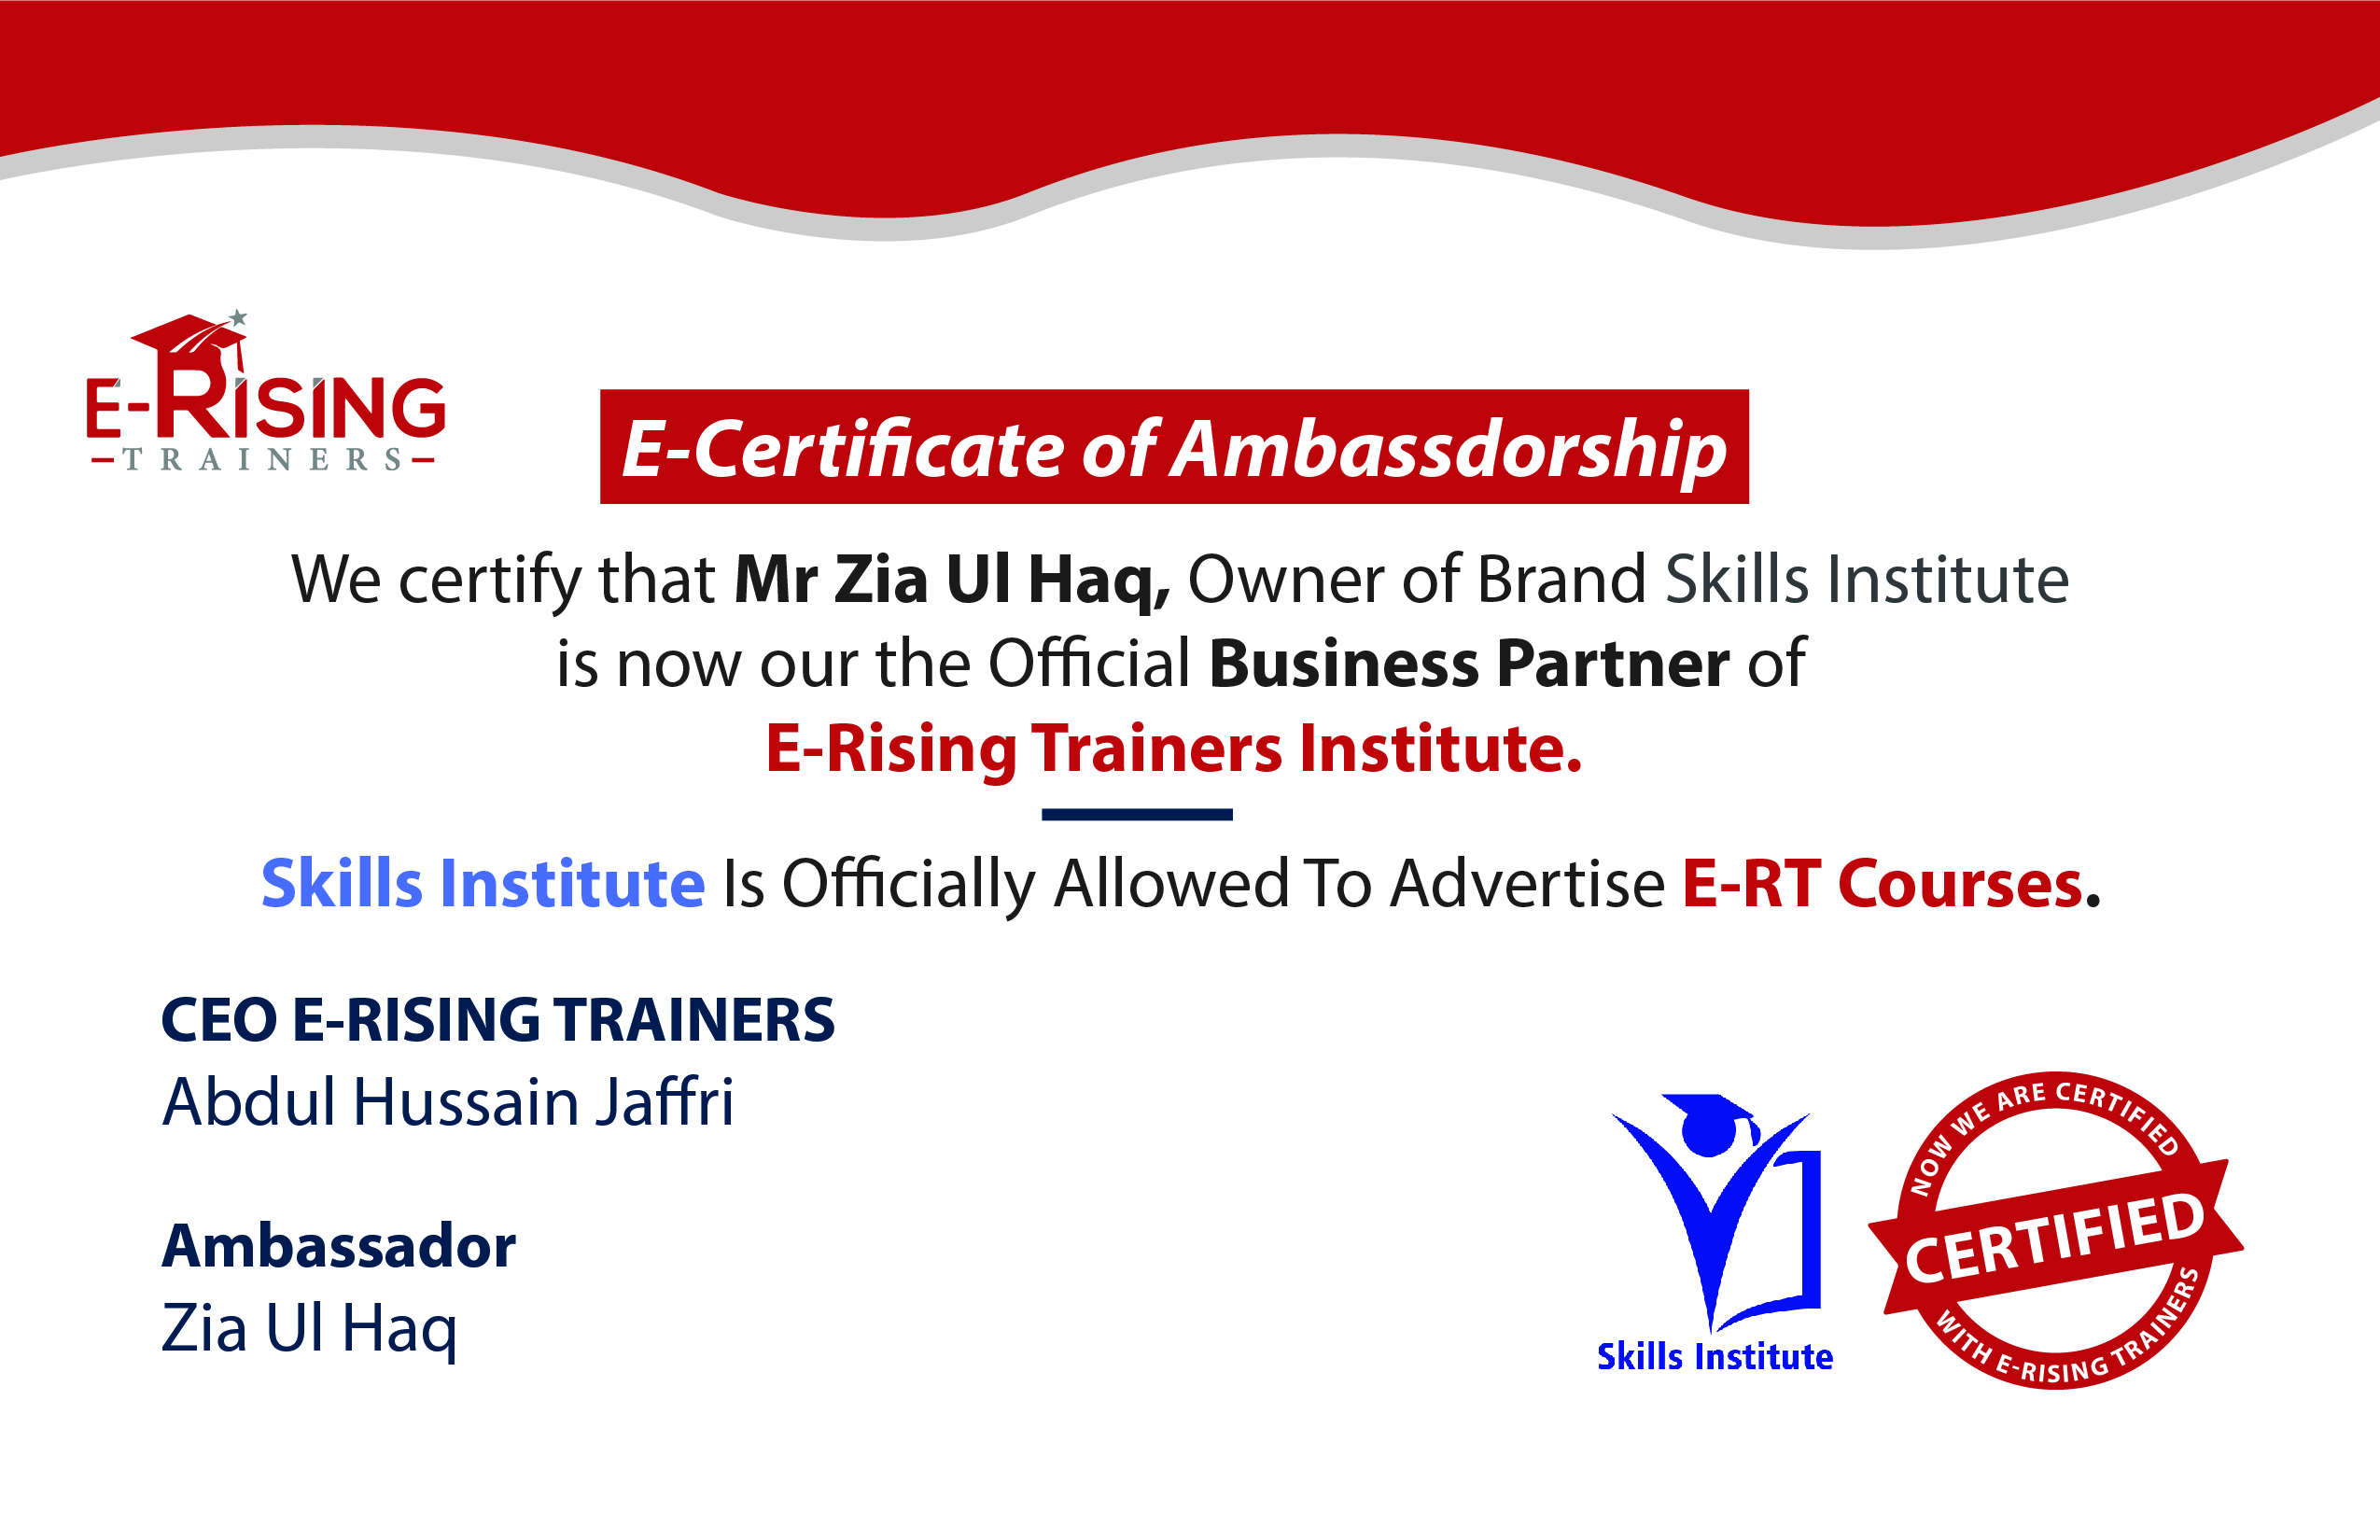 E-RISING
TRAINERS
E-Certificate of Ambassdorship
We certify that Mr Zia Ul Haq, Owner of Brand Skills Institute
is now our the Official Business Partner of
E-Rising Trainers Institute.
Skills Institute Is Officially Allowed To Advertise E-RT Courses.
CEO E-RISING TRAINERS
Abdul Hussain Jaffri
Ambassador
Zia Ul Haq
Skills Institute
NOW WE ARE CERTIFIED
CERTIFIED
WITH E-RISING TRAINERS